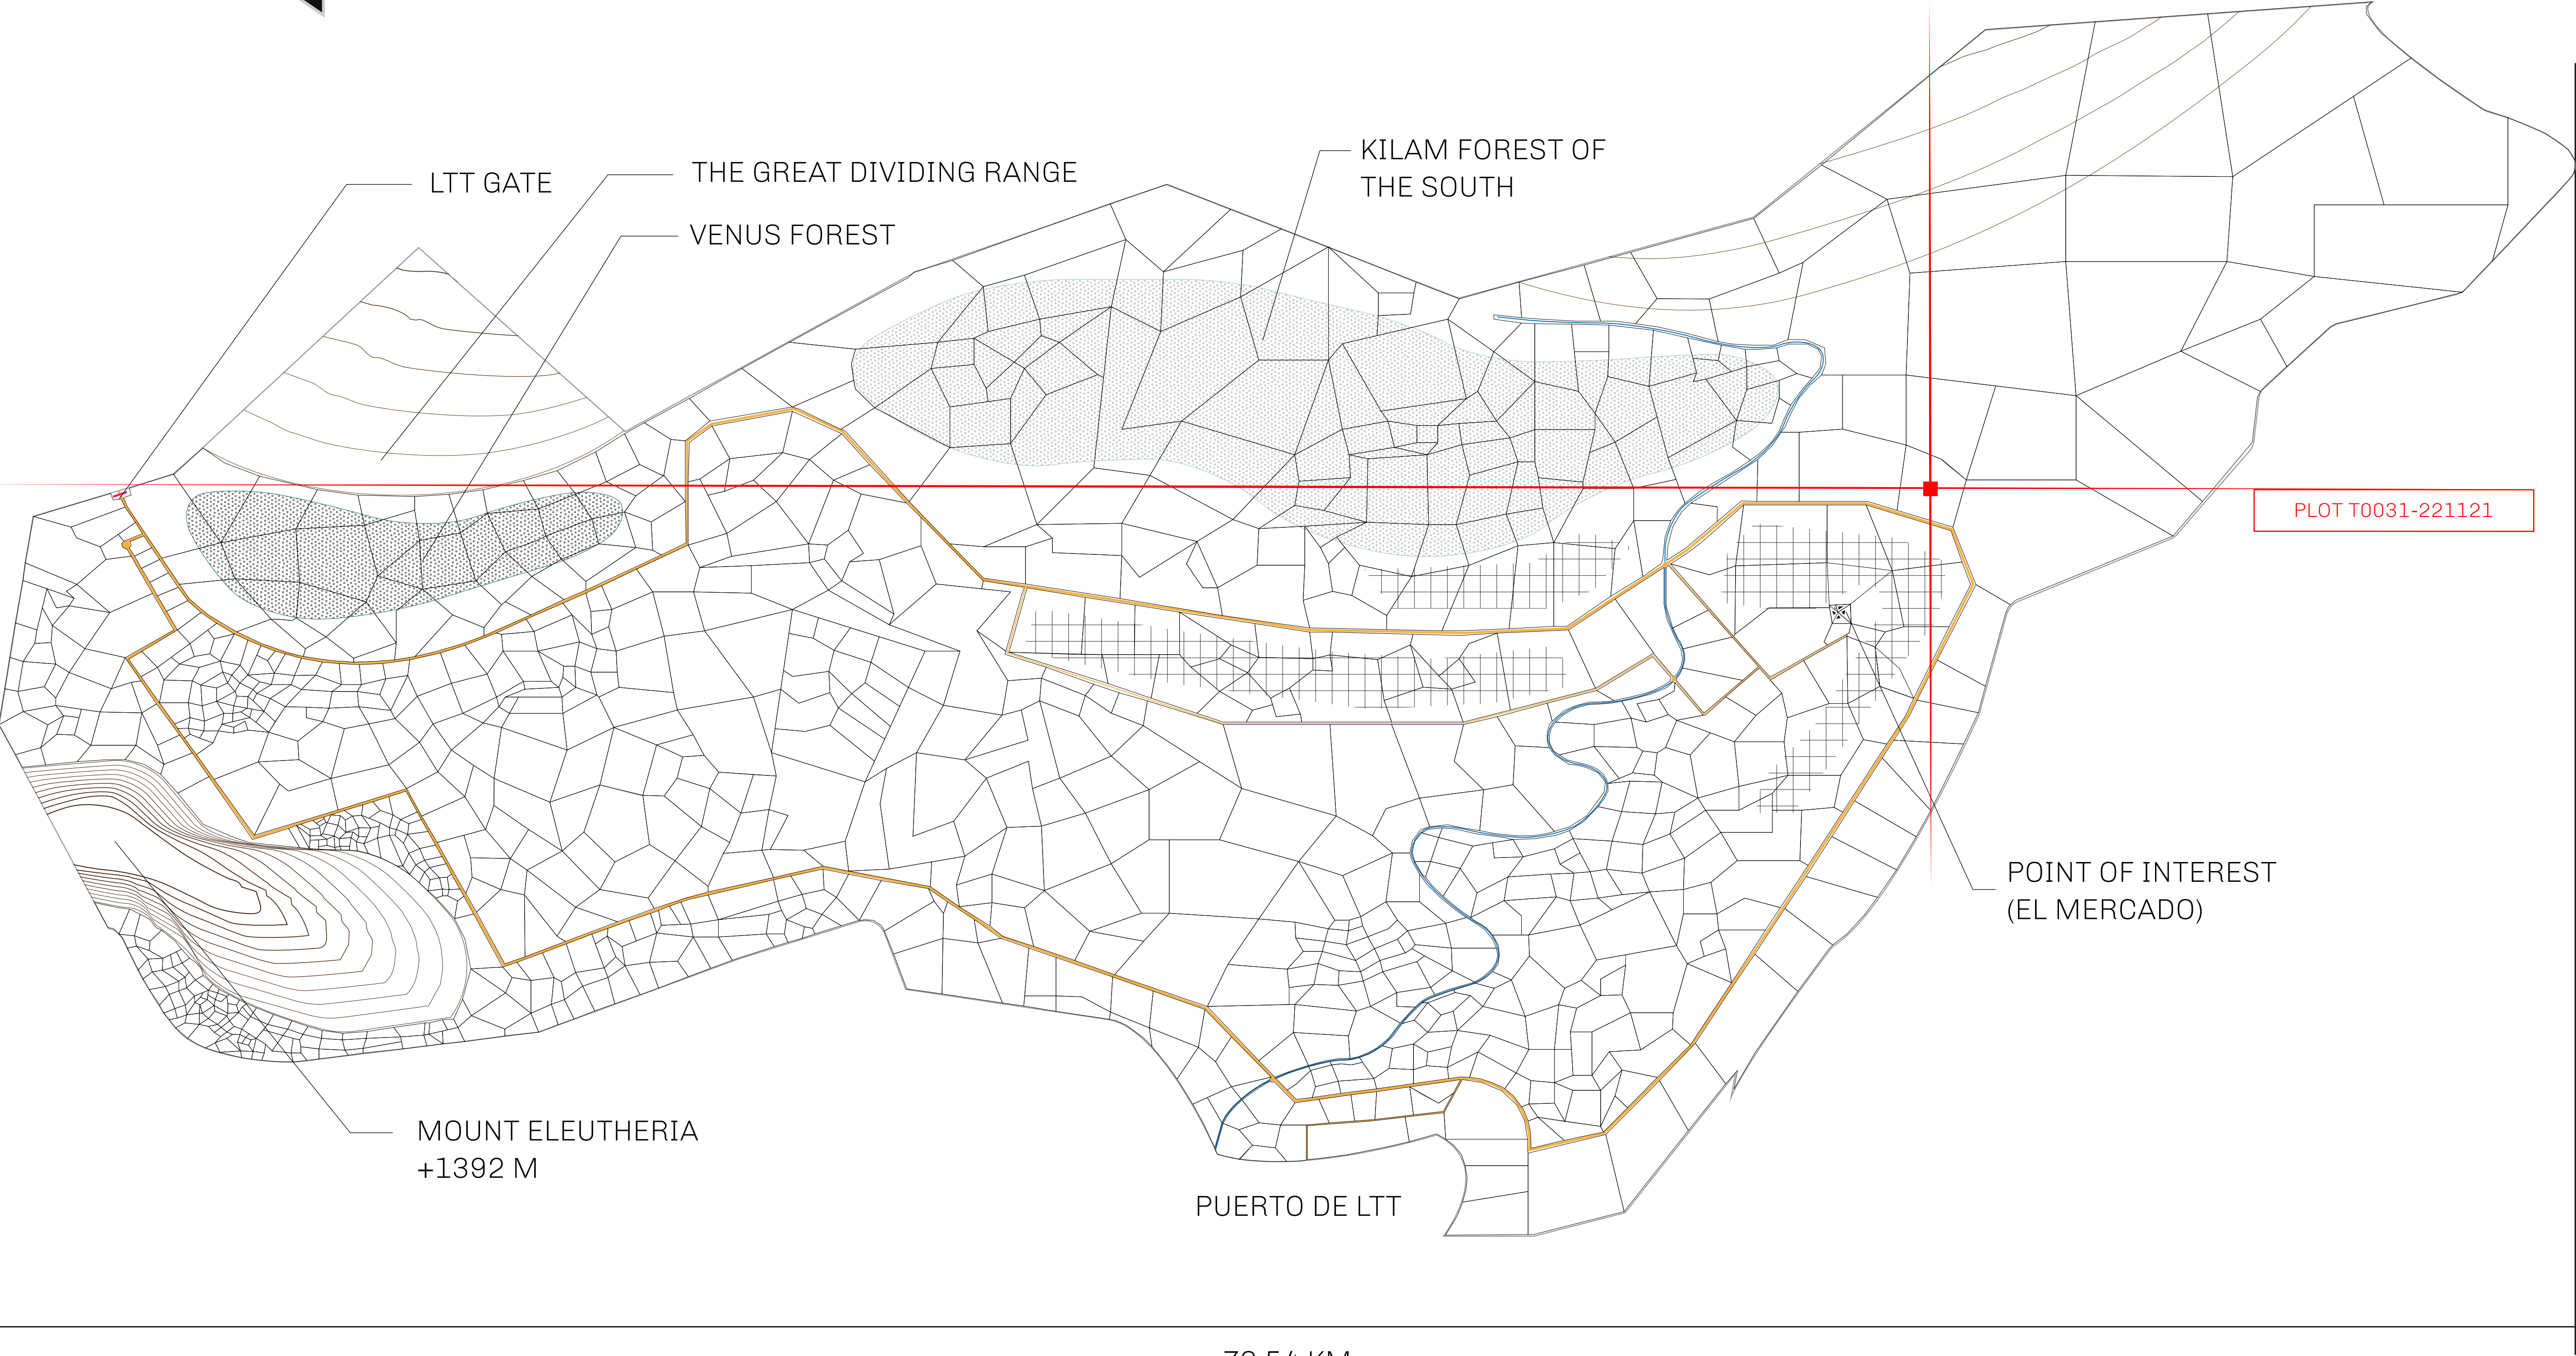 KILAM FOREST OF
THE SOUTH
LTT GATE
THE GREAT DIVIDING RANGE
VENUS FOREST
PLOT T0031-221121
POINT OF INTEREST
(EL MERCADO)
MOUNT ELEUTHERIA
+1392 M
PUERTO DE LTT
KM